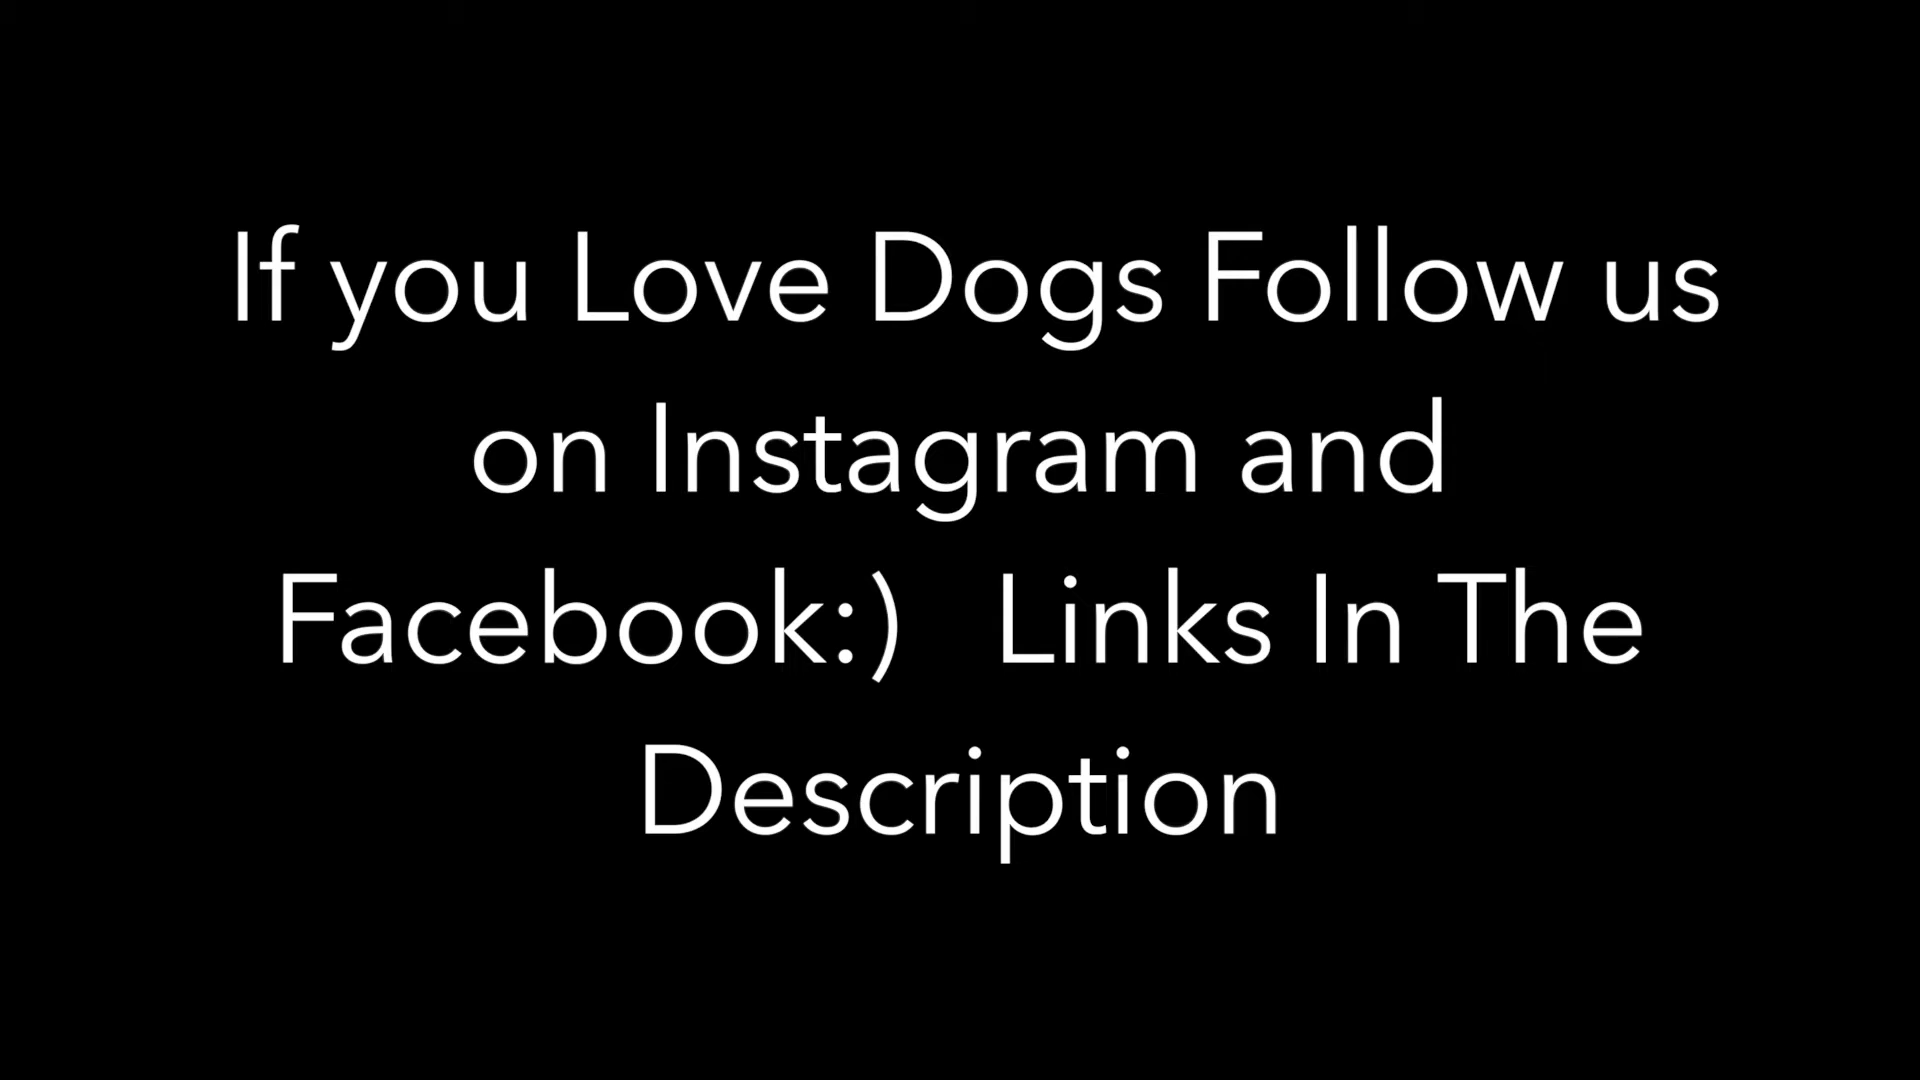 If you Love Dogs Follow us
on Instagram and
Facebook:)   Links In The
Description